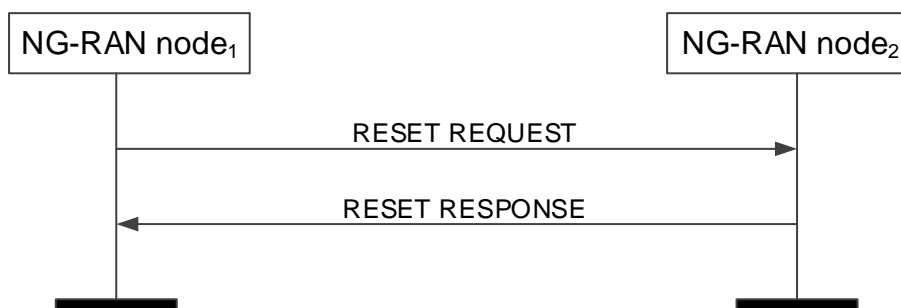 NG-RAN node₁
NG-RAN node₂
RESET REQUEST
RESET RESPONSE